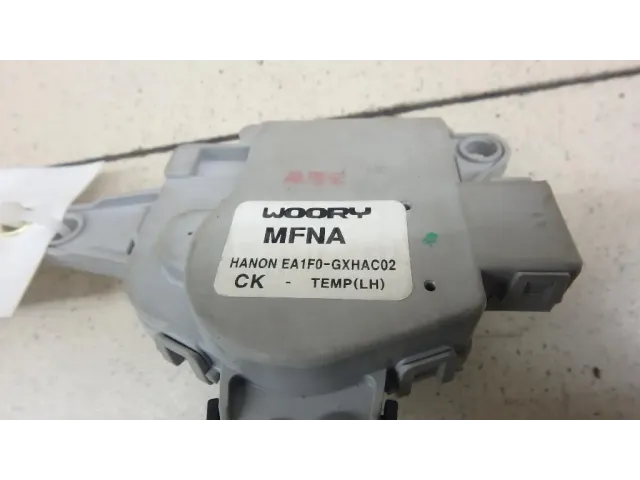 WOORY
MFNA
HANON EA1F0-GXHAC02
CK - TEMP(LH)